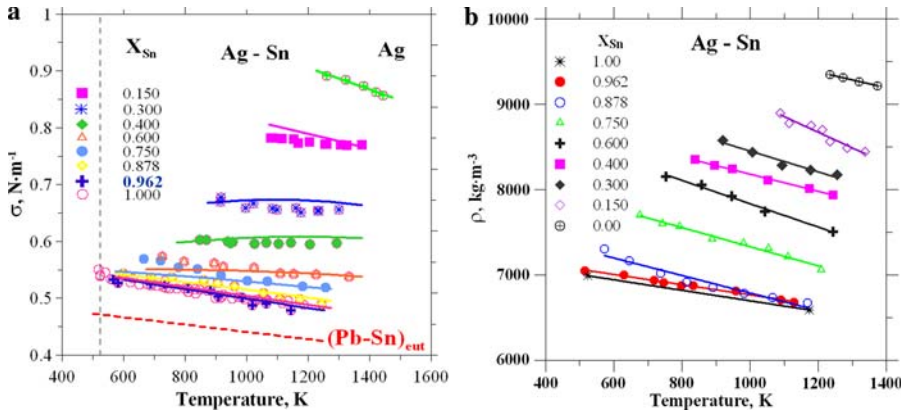 a
X_Sn
Ag - Sn
Ag
0.150
0.300
0.400
0.600
0.750
0.878
0.962
1.000
(Pb-Sn)_eut
σ, N·m⁻¹
1
0.9
0.8
0.7
0.6
0.5
0.4
400 600 800 1000 1200 1400 1600
Temperature, K
b
X_Sn
Ag - Sn
1.00
0.962
0.878
0.750
0.600
0.400
0.300
0.150
0.00
ρ, kg·m⁻³
10000
9000
8000
7000
6000
400 600 800 1000 1200 1400
Temperature, K